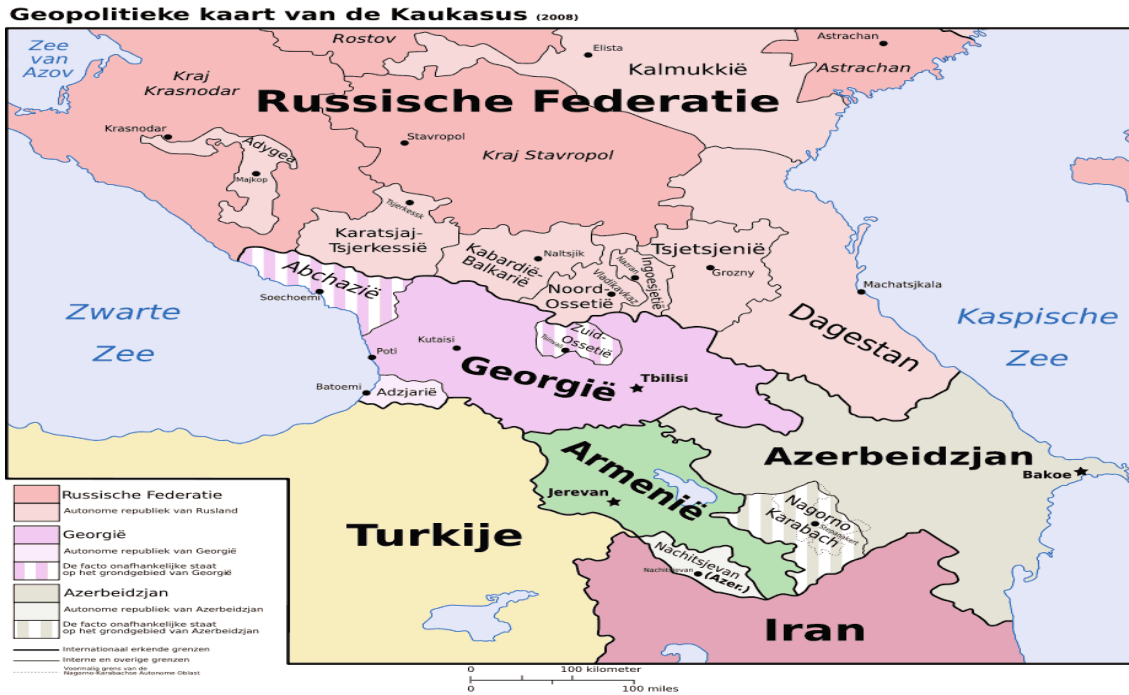 Geopolitieke kaart van de Kaukasus (2008)
Zee
van
Azov
Rostov
Elista
Astrachan
Kalmukkië
Astrachan
Kraj
Krasnodar
Russische Federatie
Krasnodar
Adygea
Majkop
Stavropol
Kraj Stavropol
Tsjerkessk
Karatsjaj-
Tsjerkessië
Kabardië-
Balkarië
Naltsjik
Noord-
Ossetië
Vladikavkaz
Nazran
Ingoesjetië
Tsjetsjenië
Grozny
Machatsjkala
Dagestan
Abchazië
Soechoemi
Zwarte
Zee
Kaspische
Zee
Zuid-
Ossetië
Tsinvali
Poti
Kutaisi
Georgië
Tbilisi
Batoemi
Adzjarië
Armenië
Jerevan
Azerbeidzjan
Bakoe
Nagorno
Karabach
Stepanakert
Nachitsjevan
(Azer.)
Nachitsjevan
Turkije
Iran
Russische Federatie
Autonome republiek van Rusland
Georgië
Autonome republiek van Georgië
De facto onafhankelijke staat
op het grondgebied van Georgië
Azerbeidzjan
Autonome republiek van Azerbeidzjan
De facto onafhankelijke staat
op het grondgebied van Azerbeidzjan
Internationaal erkende grenzen
Interne en overige grenzen
Voormalig grens van de
Nagorno-Karabachse Autonome Oblast
0 100 kilometer
0 100 miles